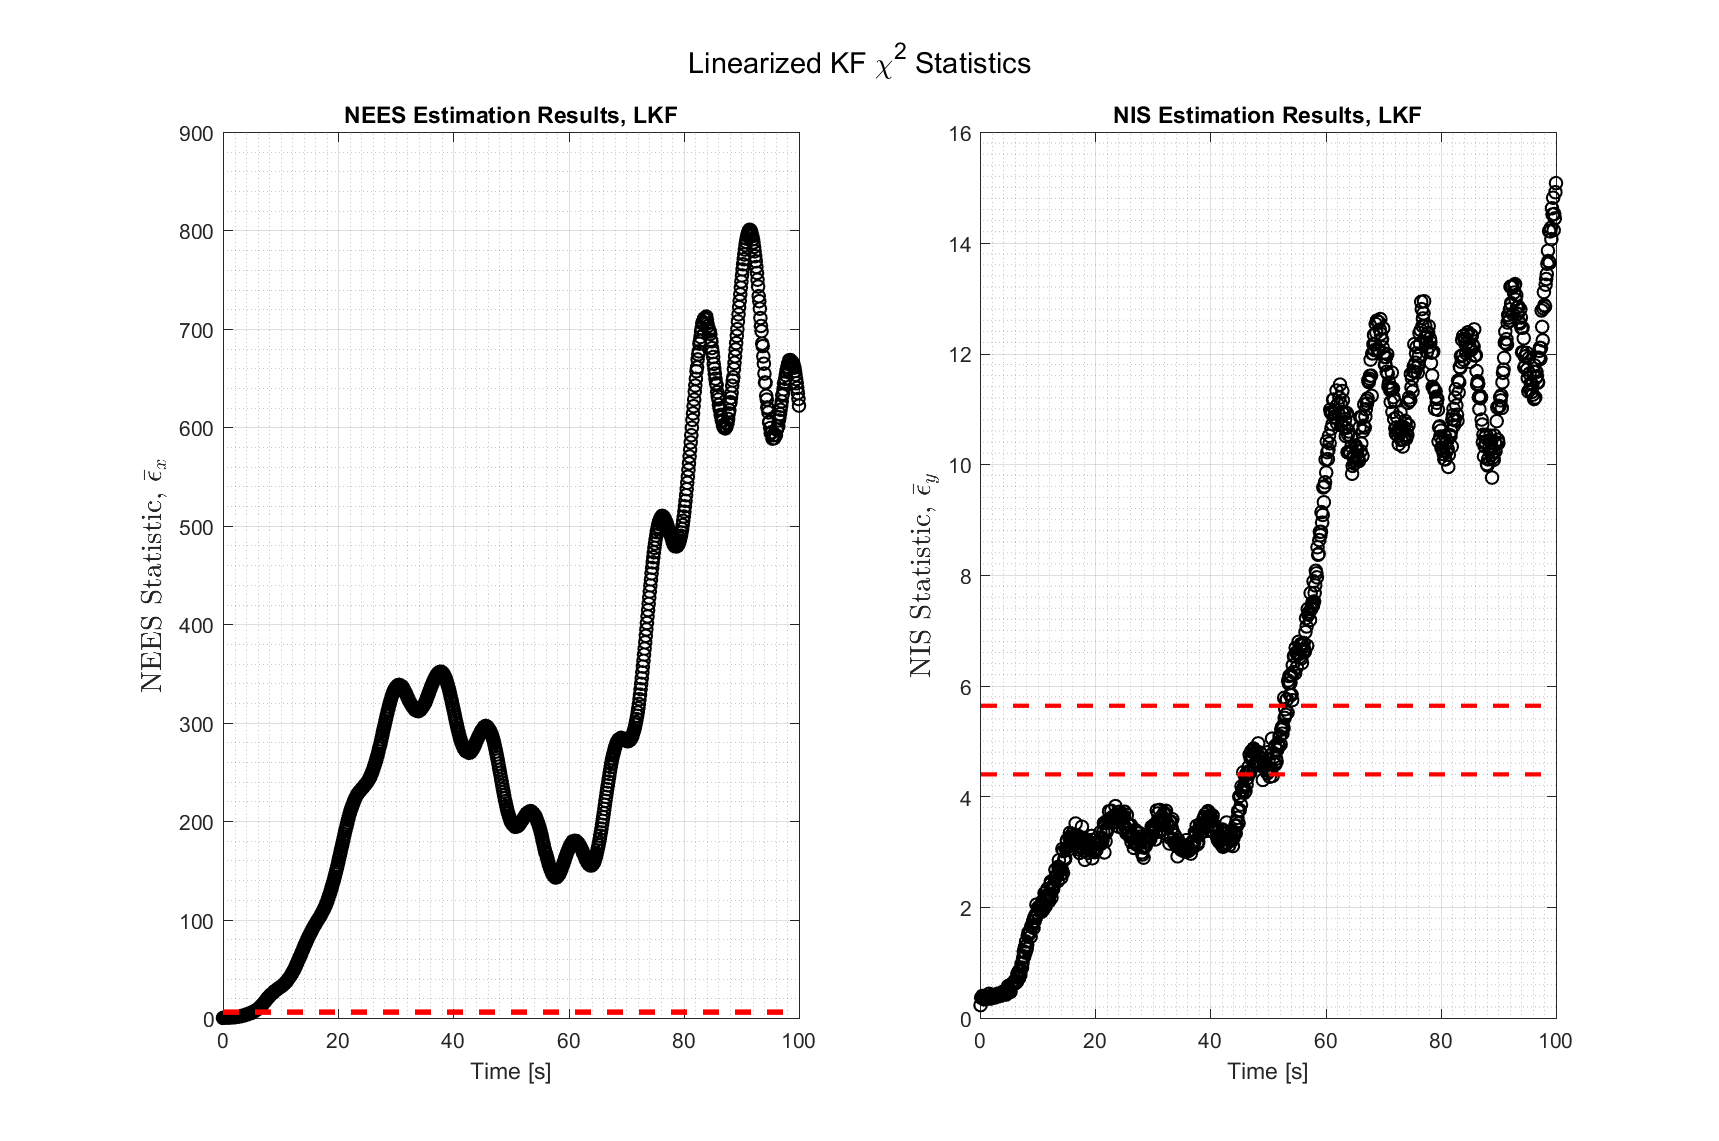 Linearized KF χ² Statistics
NEES Estimation Results, LKF
900
800
700
600
500
400
300
200
100
0
0 20 40 60 80 100
Time [s]
NEES Statistic, ϵ̄ₓ
NIS Estimation Results, LKF
16
14
12
10
8
6
4
2
0
0 20 40 60 80 100
Time [s]
NIS Statistic, ϵ̄_y